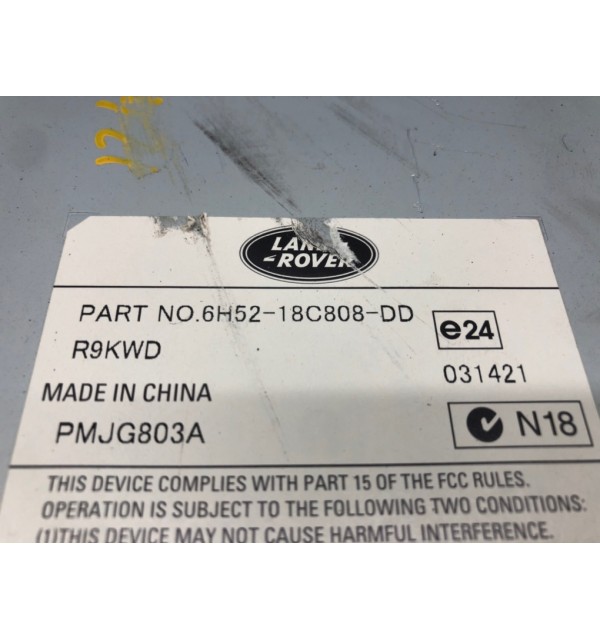 LAND
ROVER
PART NO.6H52-18C808-DD
e24
R9KWD
031421
MADE IN CHINA
PMJG803A
N18
THIS DEVICE COMPLIES WITH PART 15 OF THE FCC RULES.
OPERATION IS SUBJECT TO THE FOLLOWING TWO CONDITIONS:
(1)THIS DEVICE MAY NOT CAUSE HARMFUL INTERFERENCE.